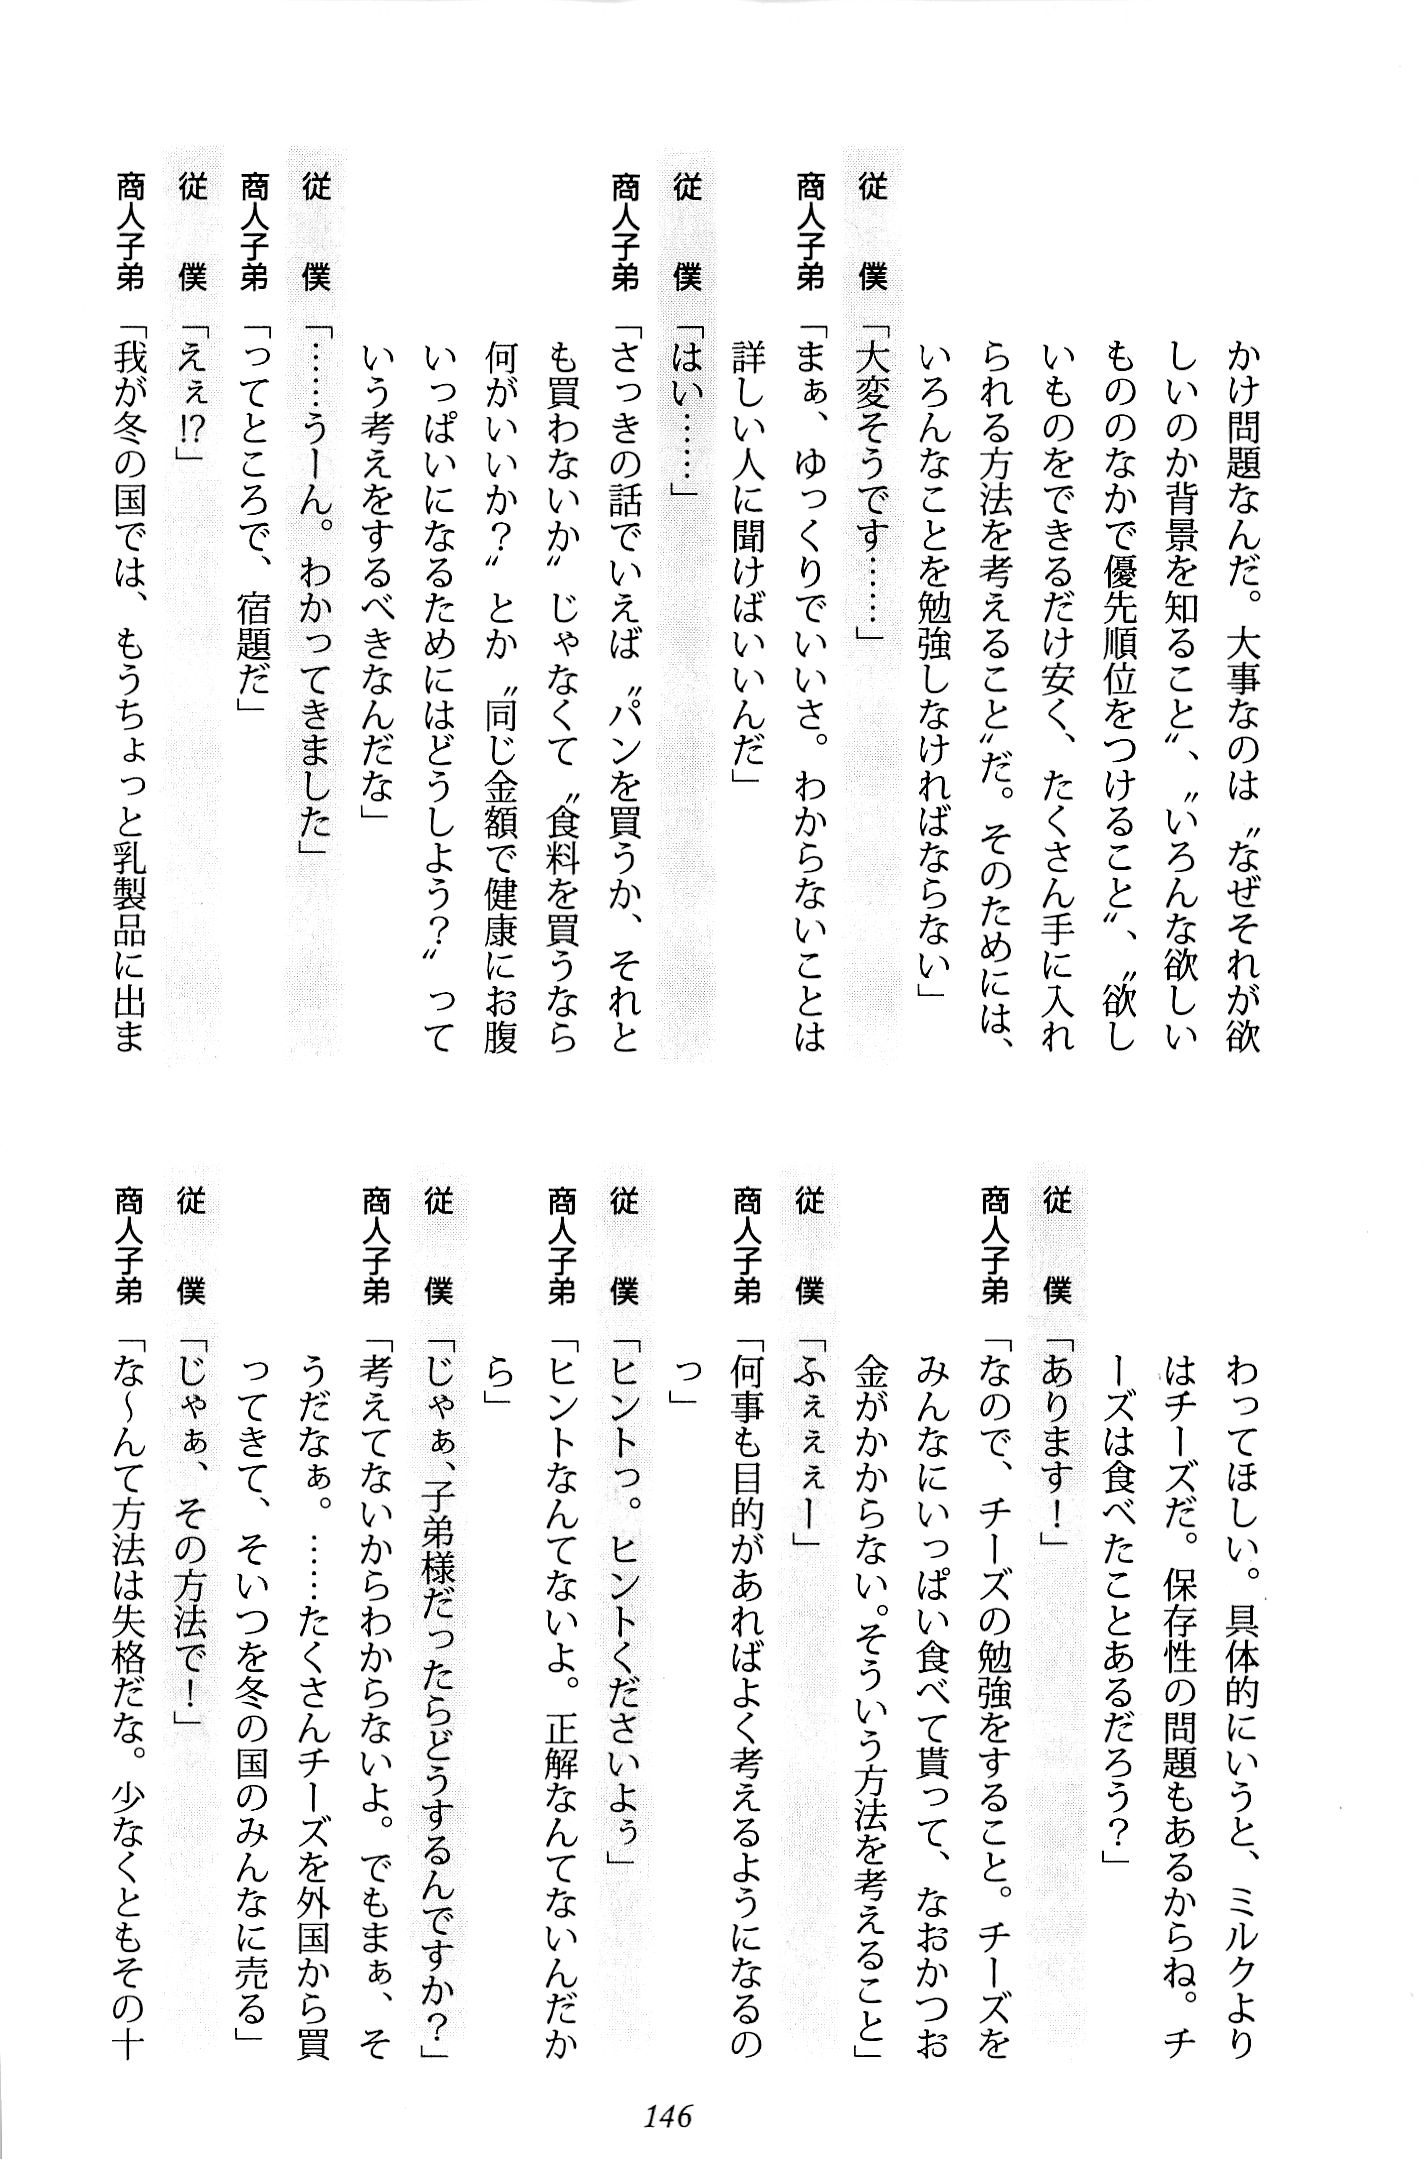 かけ問題なんだ。大事なのは〝なぜそれが欲
しいのか背景を知ること〟、〝いろんな欲しい
もののなかで優先順位をつけること〟、〝欲し
いものをできるだけ安く、たくさん手に入れ
られる方法を考えること〟だ。そのためには、
いろんなことを勉強しなければならない」
従　僕「大変そうです……」
商人子弟「まぁ、ゆっくりでいいさ。わからないことは
詳しい人に聞けばいいんだ」
従　僕「はい……」
商人子弟「さっきの話でいえば〝パンを買うか、それと
も買わないか〟じゃなくて〝食料を買うなら
何がいいか？〟とか〝同じ金額で健康にお腹
いっぱいになるためにはどうしよう？〟って
いう考えをするべきなんだな」
従　僕「……うーん。わかってきました」
商人子弟「ってところで、宿題だ」
従　僕「えぇ!?」
商人子弟「我が冬の国では、もうちょっと乳製品に出ま
わってほしい。具体的にいうと、ミルクより
はチーズだ。保存性の問題もあるからね。チ
ーズは食べたことあるだろう？」
従　僕「あります！」
商人子弟「なので、チーズの勉強をすること。チーズを
みんなにいっぱい食べて貰って、なおかつお
金がかからない。そういう方法を考えること」
従　僕「ふぇぇぇー」
商人子弟「何事も目的があればよく考えるようになるの
っ」
従　僕「ヒントっ。ヒントくださいよぅ」
商人子弟「ヒントなんてないよ。正解なんてないんだか
ら」
従　僕「じゃぁ、子弟様だったらどうするんですか？」
商人子弟「考えてないからわからないよ。でもまぁ、そ
うだなぁ。……たくさんチーズを外国から買
ってきて、そいつを冬の国のみんなに売る」
従　僕「じゃぁ、その方法で！」
商人子弟「な〜んて方法は失格だな。少なくともその十
146